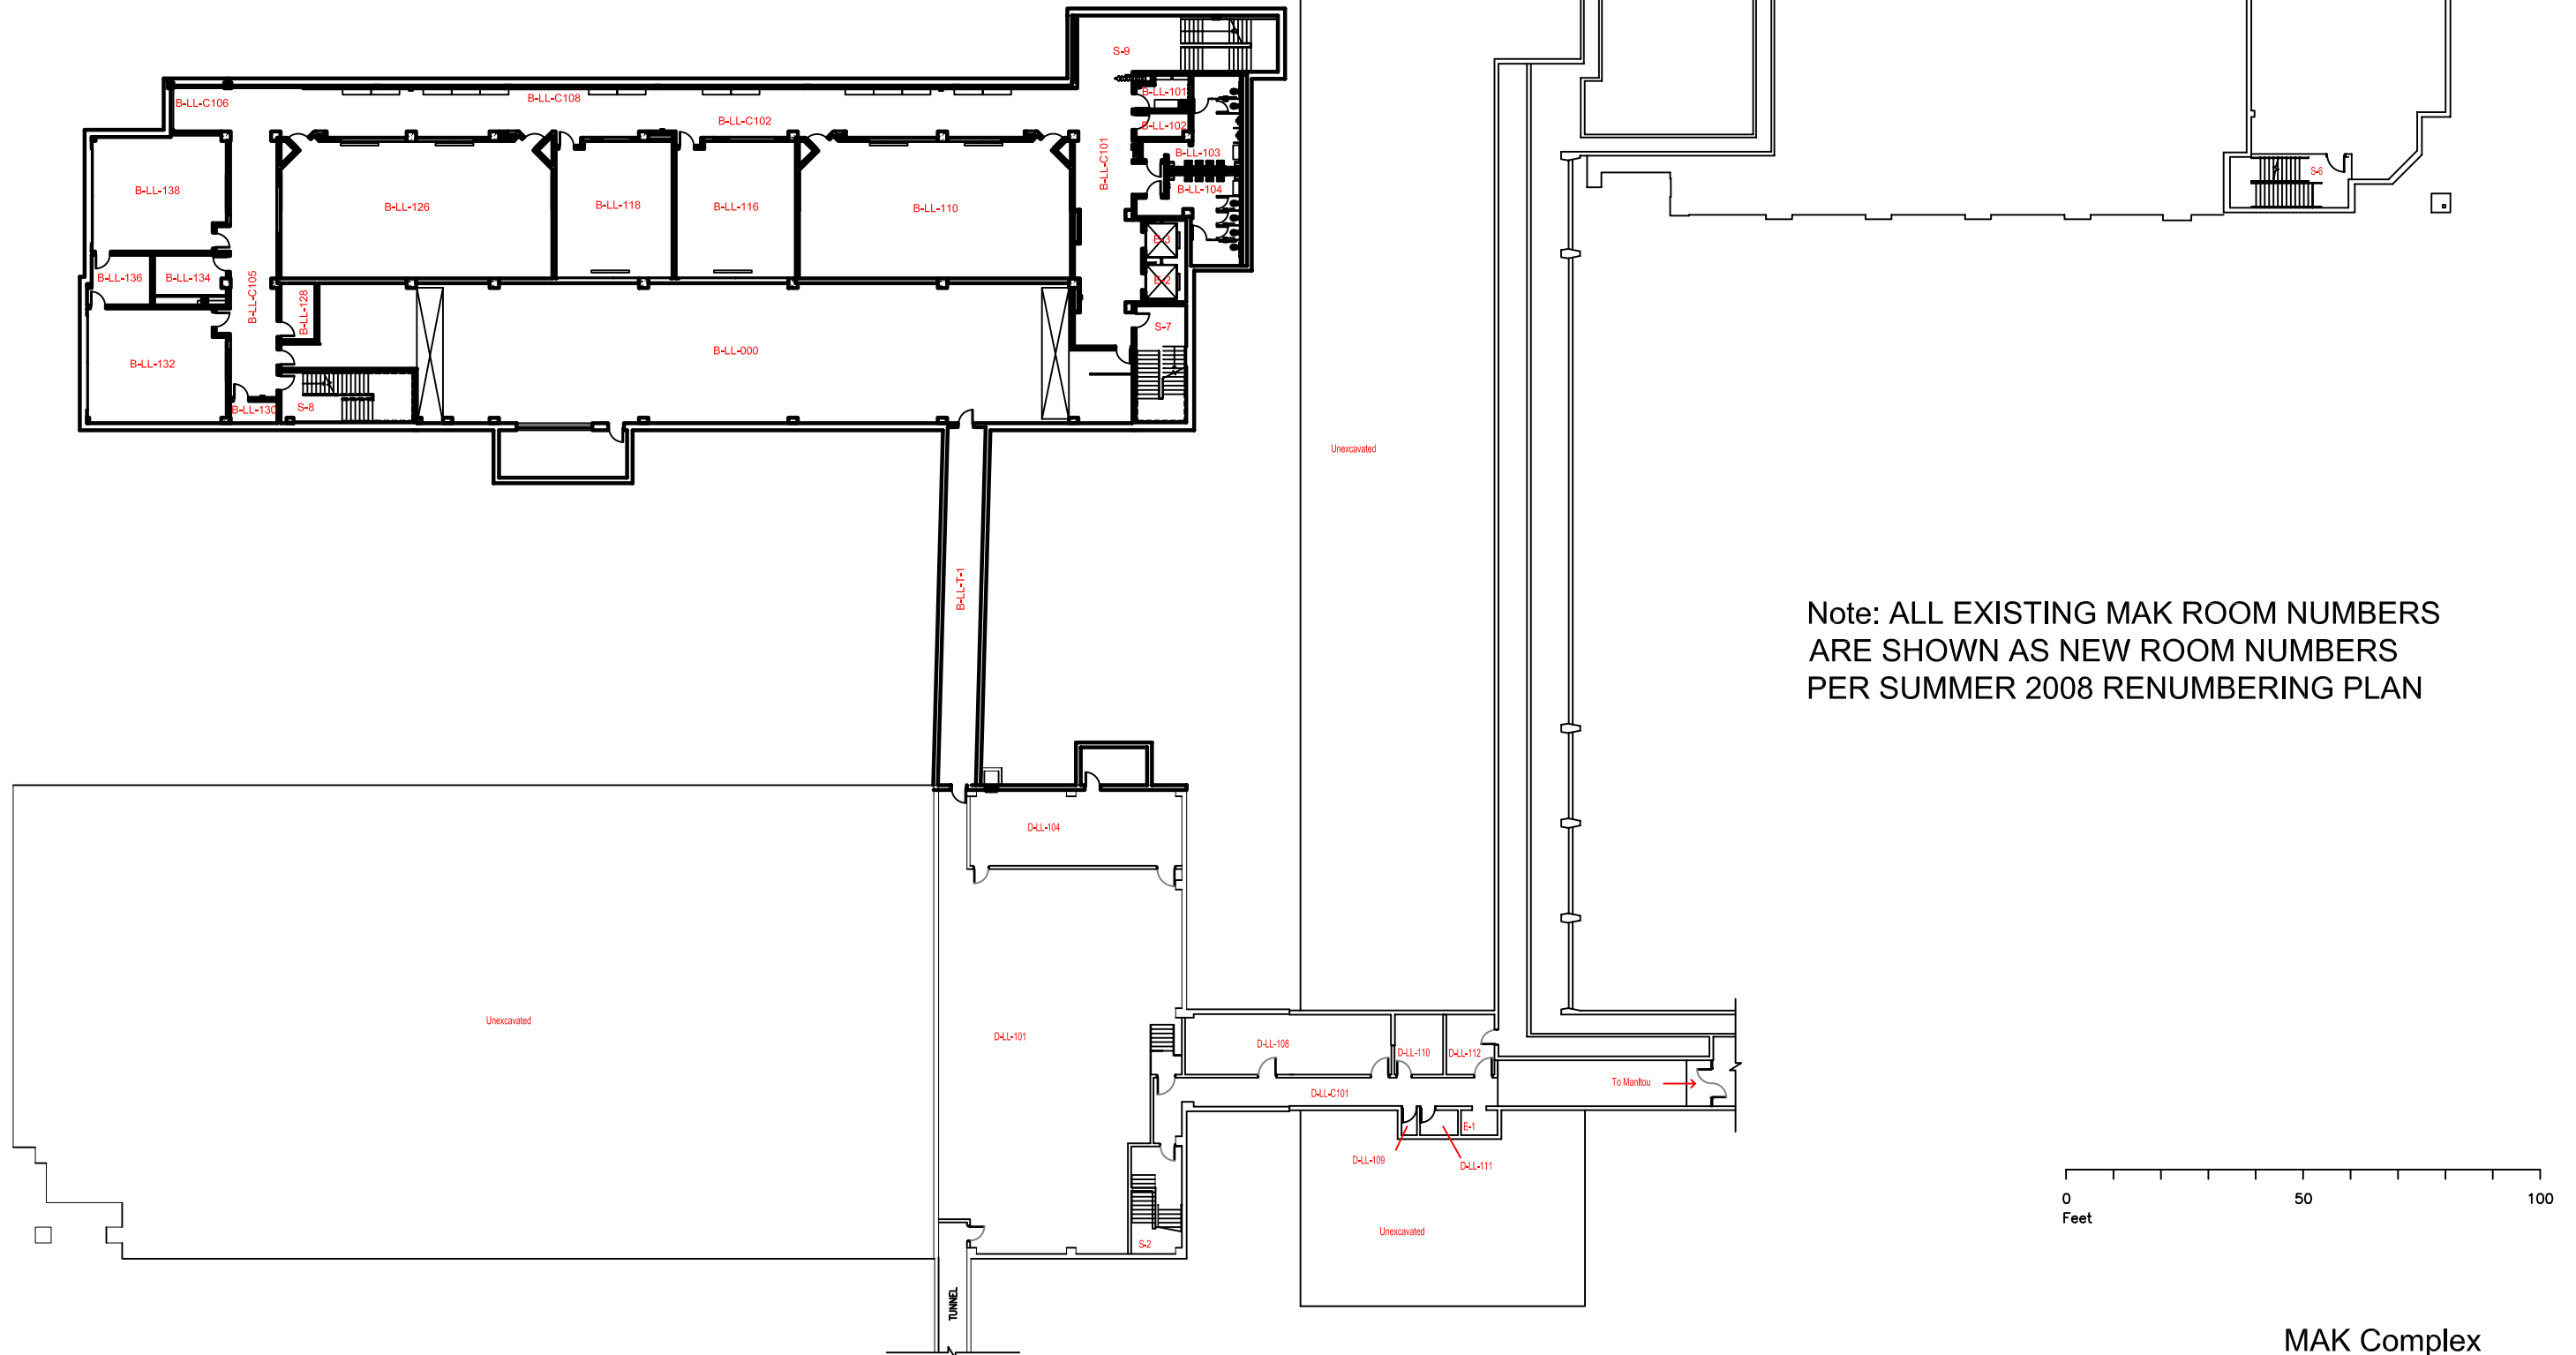 S-9
B-LL-C106
B-LL-C108
B-LL-101
B-LL-C102
B-LL-102
B-LL-C101
B-LL-103
S-6
B-LL-138
B-LL-104
B-LL-126
B-LL-118
B-LL-116
B-LL-110
E-3
B-LL-136
B-LL-134
B-LL-C105
E-2
B-LL-128
S-7
B-LL-000
B-LL-132
B-LL-130
S-8
Unexcavated
B-LL-T-1
Note: ALL EXISTING MAK ROOM NUMBERS
ARE SHOWN AS NEW ROOM NUMBERS
PER SUMMER 2008 RENUMBERING PLAN
D-LL-104
Unexcavated
D-LL-101
D-LL-108
D-LL-110
D-LL-112
To Manitou
D-LL-C101
E-1
D-LL-109
D-LL-111
0 50 100
Feet
Unexcavated
S-2
TUNNEL
MAK Complex